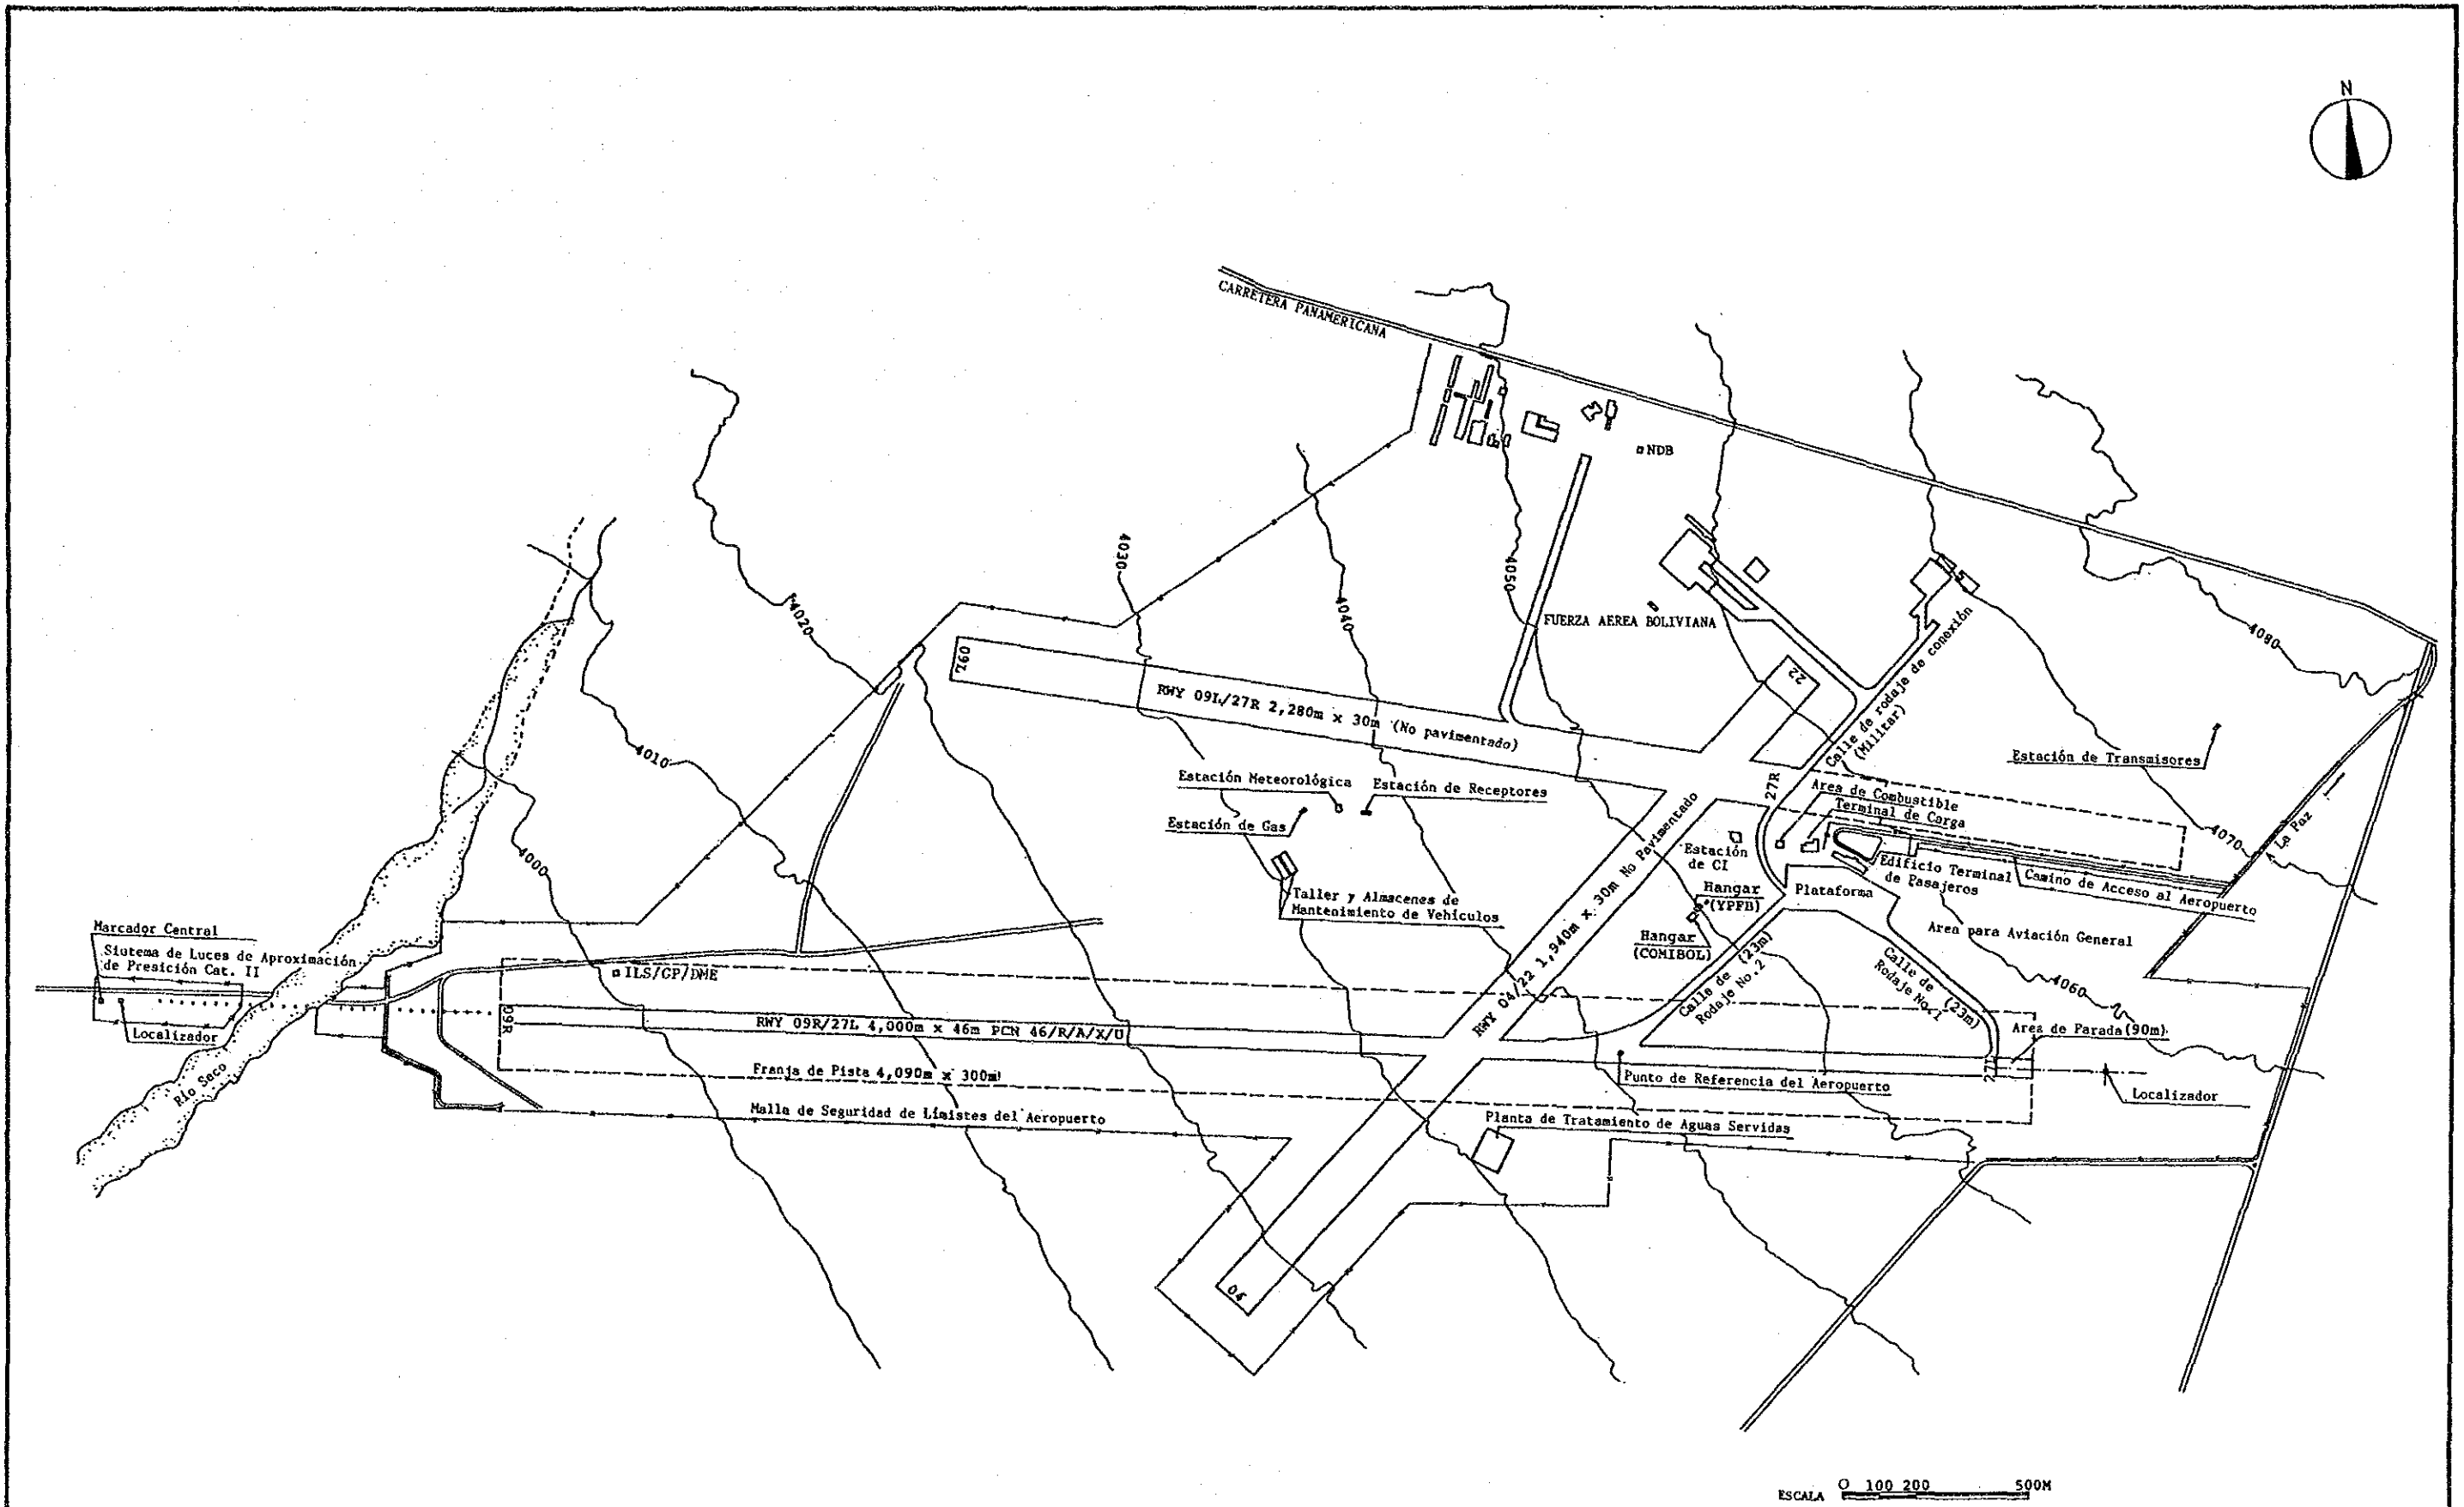 N
CARRETERA PANAMERICANA
NDB
4030
4050
4040
4020
FUERZA AEREA BOLIVIANA
4080
09L
22
Calle de rodaje de conexión
(Militar)
RWY 09L/27R 2,280m x 30m (No pavimentado)
4010
Estación de Transmisores
Estación Meteorológica
Estación de Receptores
27R
Area de Combustible
Terminal de Carga
Estación de Gas
4070
La Paz
4000
Estación
de CI
Edificio Terminal
de Pasajeros
Camino de Acceso al Aeropuerto
Plataforma
Hangar
(YPFB)
Taller y Almacenes de
Mantenimiento de Vehículos
Marcador Central
Siutema de Luces de Aproximación
de Presición Cat. II
Area para Aviación General
Hangar
(COMIBOL)
RWY 04/22 1,940m x 30m No Pavimentado
ILS/GP/DME
Calle de (23m)
Rodaje No.2
Calle de (23m)
Rodaje No.1
4060
09R
RWY 09R/27L 4,000m x 46m PCN 46/R/A/X/U
Area de Parada(90m)
Localizador
Río Seco
Franja de Pista 4,090m x 300m
27L
Punto de Referencia del Aeropuerto
Localizador
Malla de Seguridad de Limistes del Aeropuerto
Planta de Tratamiento de Aguas Servidas
04
ESCALA 0 100 200 500M